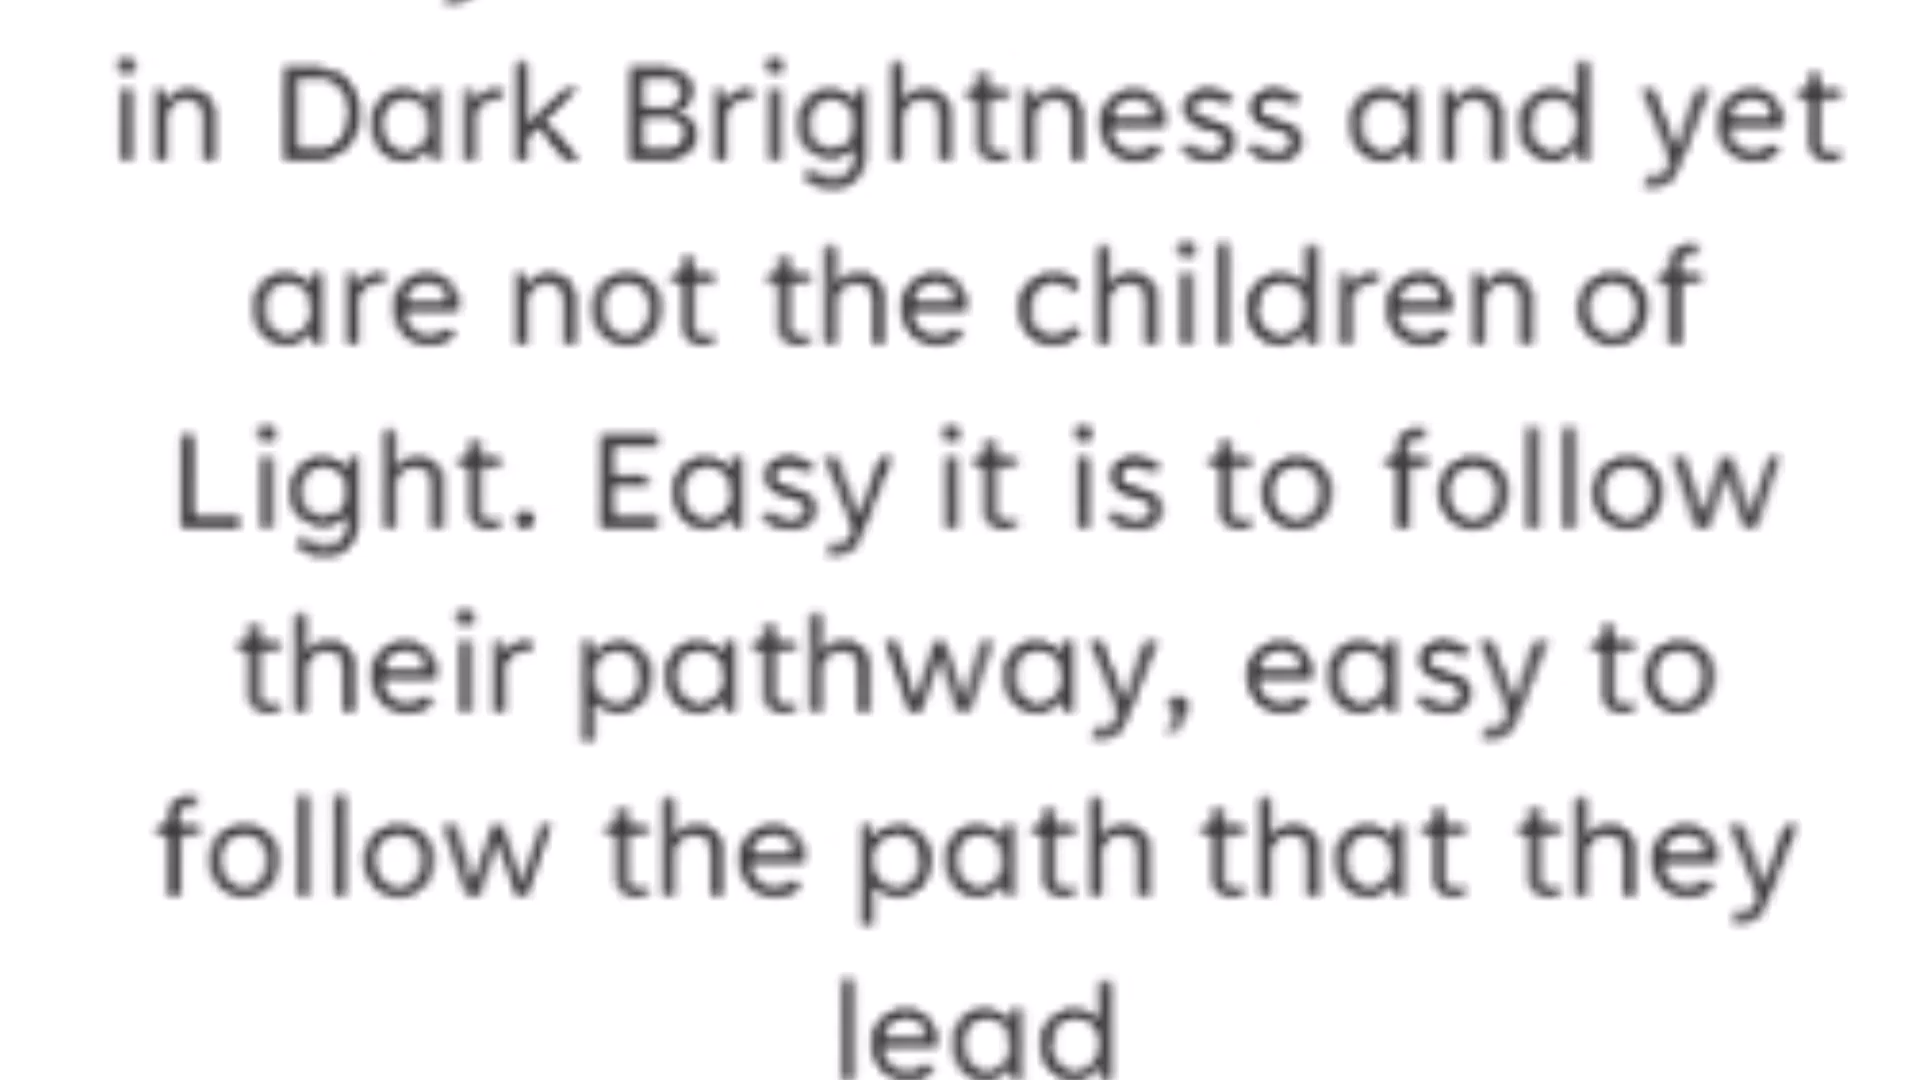 in Dark Brightness and yet
are not the children of
Light. Easy it is to follow
their pathway, easy to
follow the path that they
lead